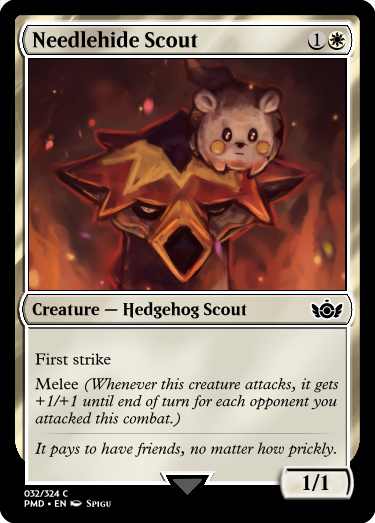 Needlehide Scout 1
Creature — Hedgehog Scout
First strike
Melee (Whenever this creature attacks, it gets
+1/+1 until end of turn for each opponent you
attacked this combat.)
It pays to have friends, no matter how prickly.
1/1
032/324 C
PMD • EN Spigu